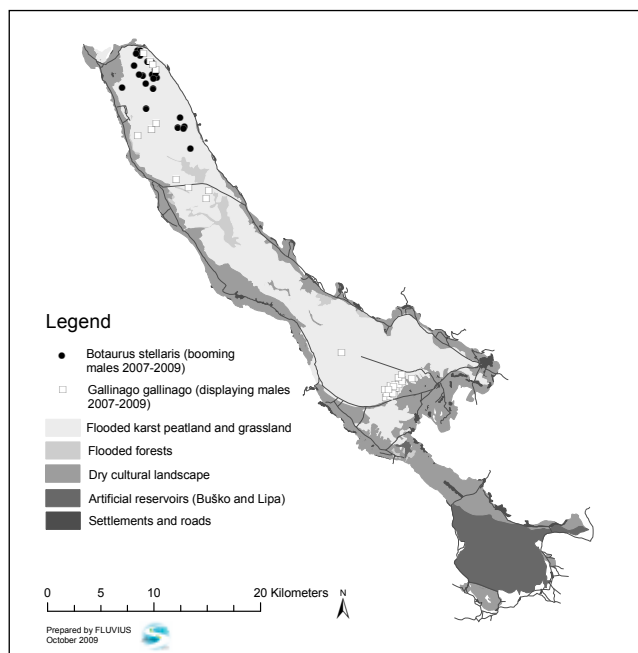 Legend
Botaurus stellaris (booming
males 2007-2009)
Gallinago gallinago (displaying males
2007-2009)
Flooded karst peatland and grassland
Flooded forests
Dry cultural landscape
Artificial reservoirs (Buško and Lipa)
Settlements and roads
0 5 10 20 Kilometers
N
Prepared by FLUVIUS
October 2009